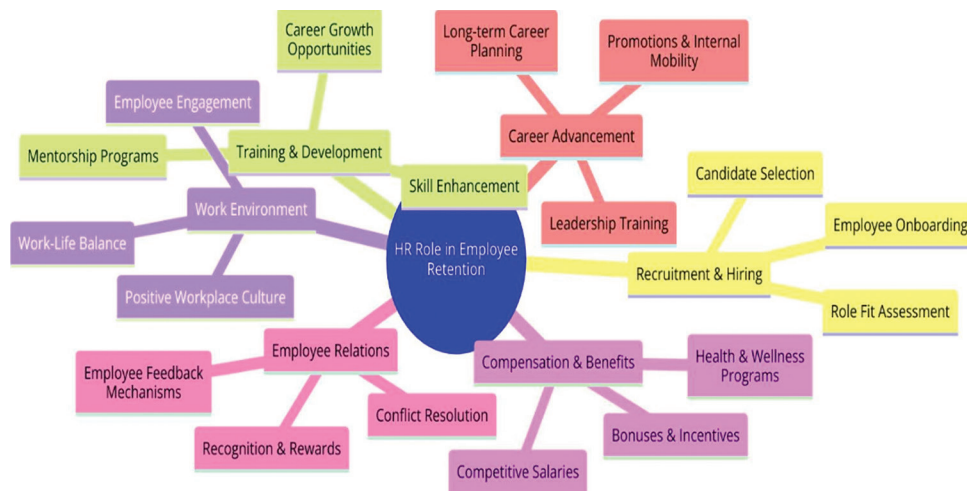 Career Growth
Opportunities
Long-term Career
Planning
Promotions & Internal
Mobility
Employee Engagement
Mentorship Programs
Training & Development
Skill Enhancement
Career Advancement
Leadership Training
Candidate Selection
Employee Onboarding
Recruitment & Hiring
Role Fit Assessment
Work Environment
Work-Life Balance
Positive Workplace Culture
HR Role in Employee
Retention
Employee Relations
Employee Feedback
Mechanisms
Recognition & Rewards
Conflict Resolution
Compensation & Benefits
Health & Wellness
Programs
Bonuses & Incentives
Competitive Salaries